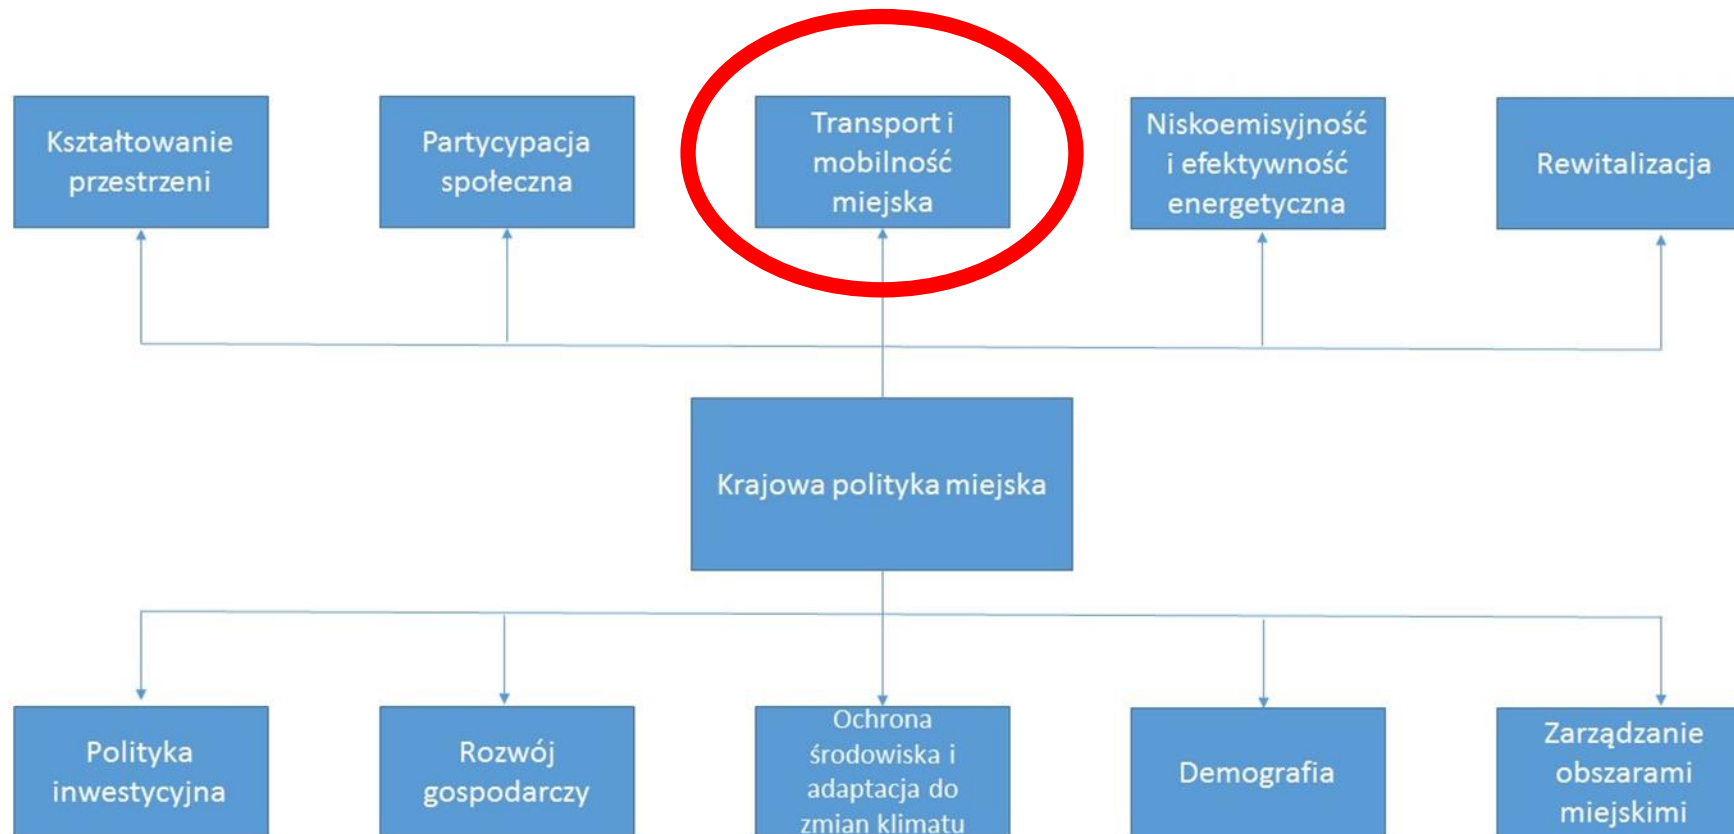 Kształtowanie
przestrzeni
Partycypacja
społeczna
Transport i
mobilność
miejska
Niskoemisyjność
i efektywność
energetyczna
Rewitalizacja
Krajowa polityka miejska
Polityka
inwestycyjna
Rozwój
gospodarczy
Ochrona
środowiska i
adaptacja do
zmian klimatu
Demografia
Zarządzanie
obszarami
miejskimi